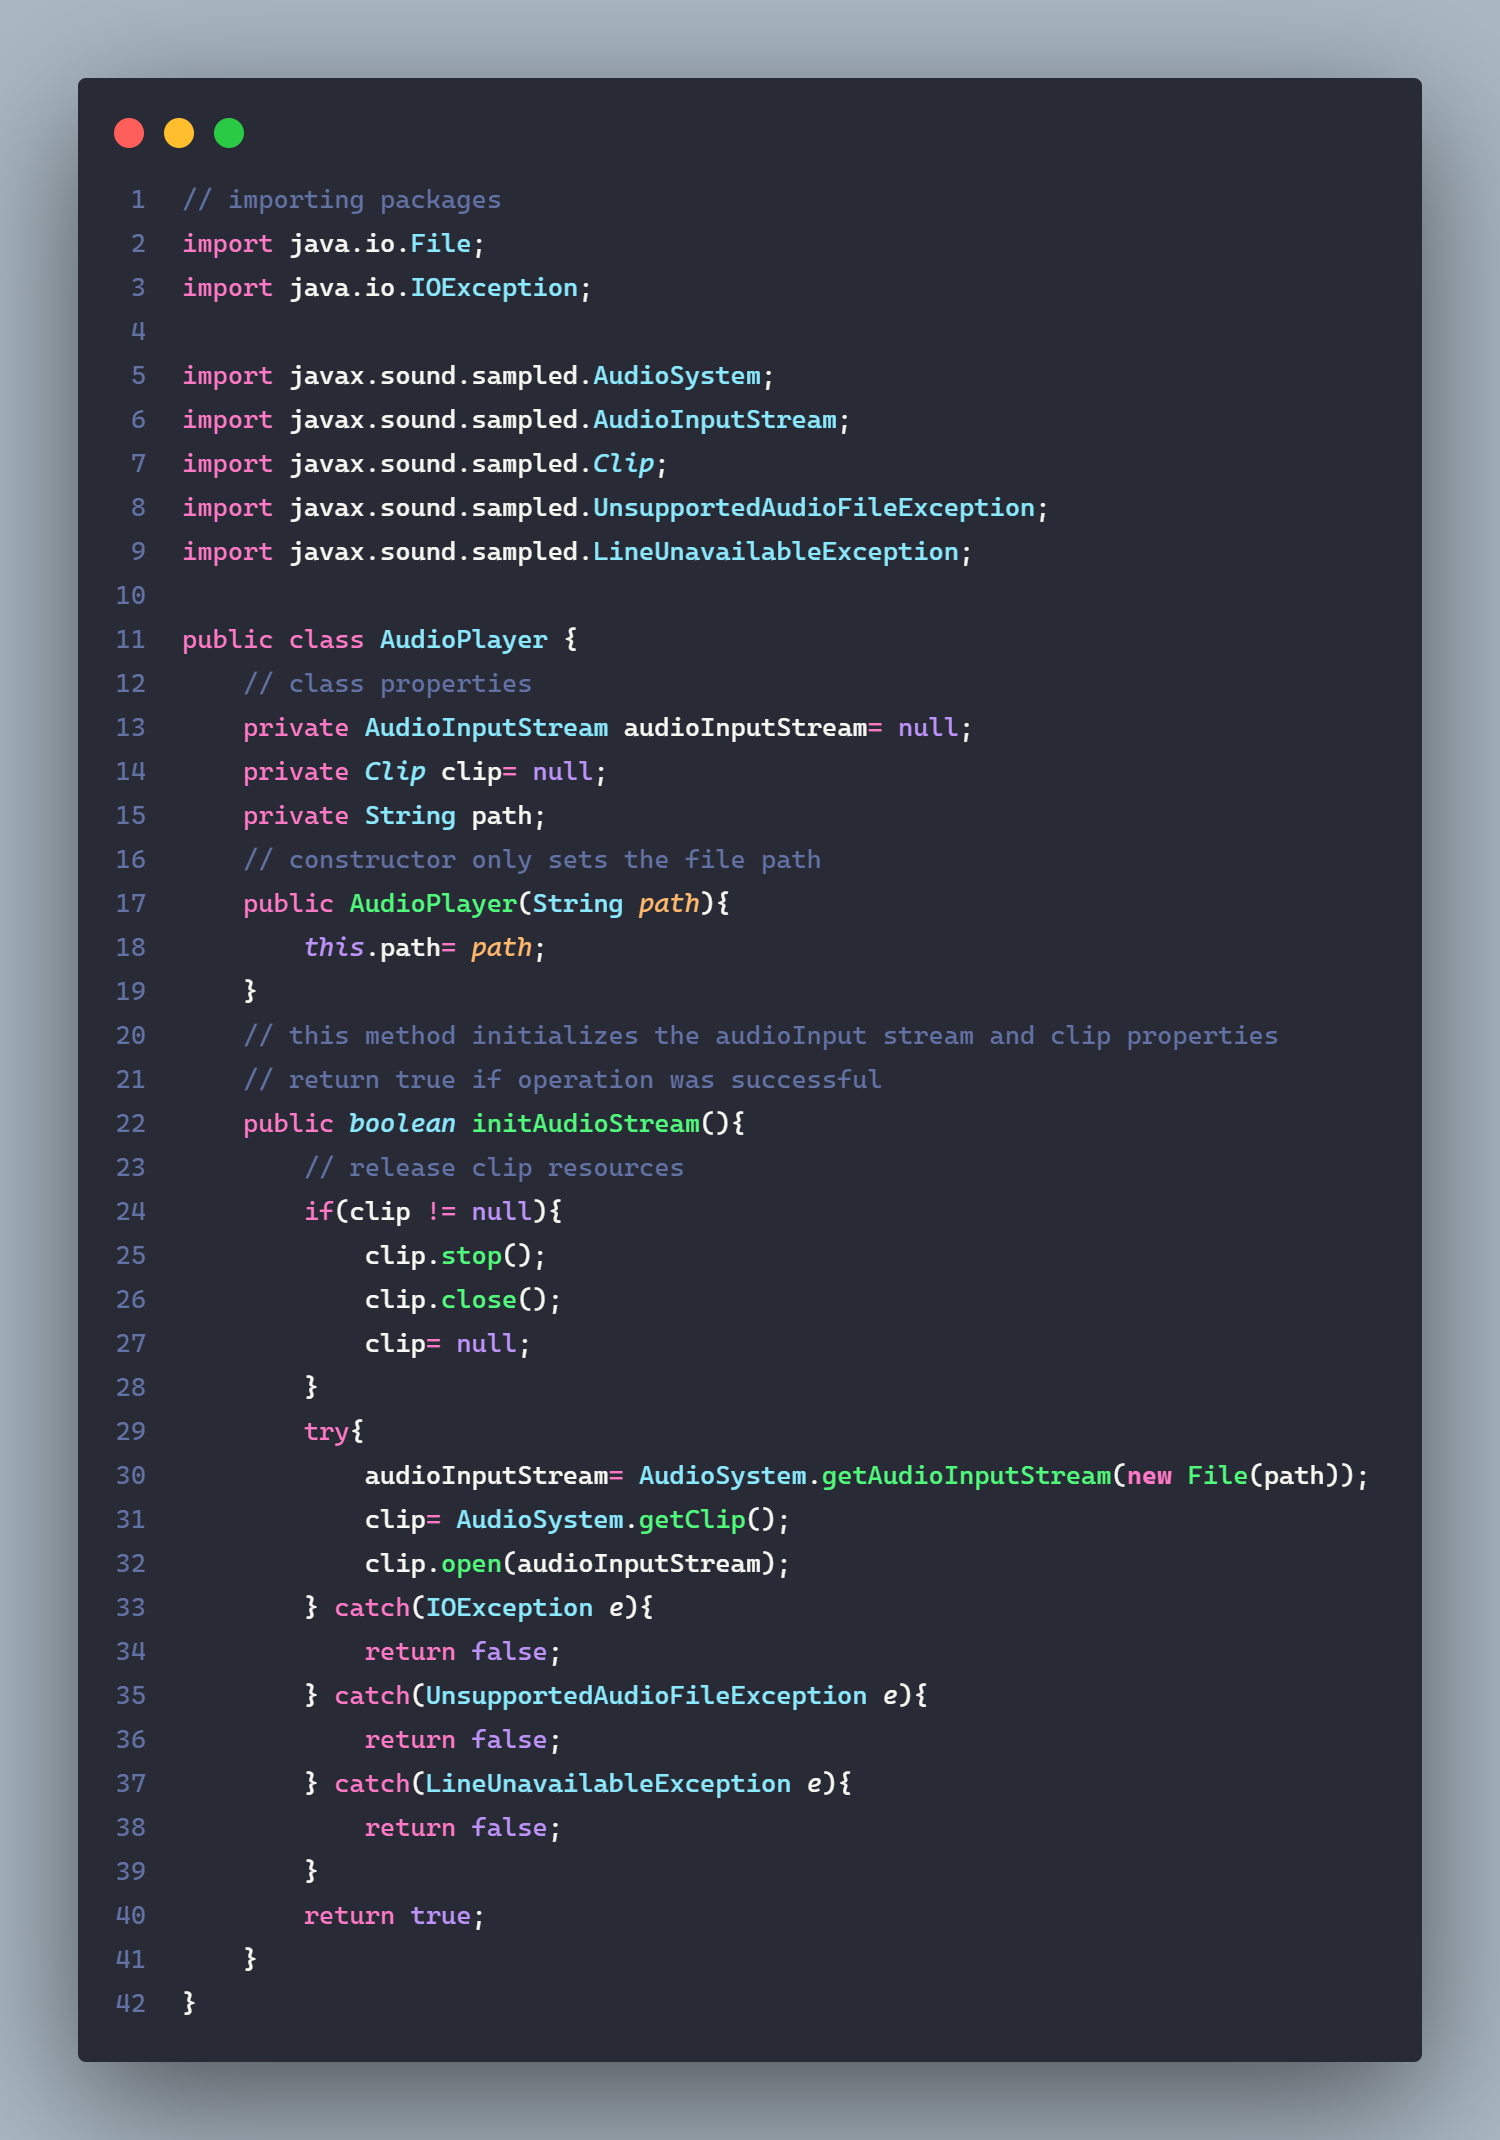 1 // importing packages
2 import java.io.File;
3 import java.io.IOException;
4
5 import javax.sound.sampled.AudioSystem;
6 import javax.sound.sampled.AudioInputStream;
7 import javax.sound.sampled.Clip;
8 import javax.sound.sampled.UnsupportedAudioFileException;
9 import javax.sound.sampled.LineUnavailableException;
10
11 public class AudioPlayer {
12     // class properties
13     private AudioInputStream audioInputStream= null;
14     private Clip clip= null;
15     private String path;
16     // constructor only sets the file path
17     public AudioPlayer(String path){
18         this.path= path;
19     }
20     // this method initializes the audioInput stream and clip properties
21     // return true if operation was successful
22     public boolean initAudioStream(){
23         // release clip resources
24         if(clip != null){
25             clip.stop();
26             clip.close();
27             clip= null;
28         }
29         try{
30             audioInputStream= AudioSystem.getAudioInputStream(new File(path));
31             clip= AudioSystem.getClip();
32             clip.open(audioInputStream);
33         } catch(IOException e){
34             return false;
35         } catch(UnsupportedAudioFileException e){
36             return false;
37         } catch(LineUnavailableException e){
38             return false;
39         }
40         return true;
41     }
42 }